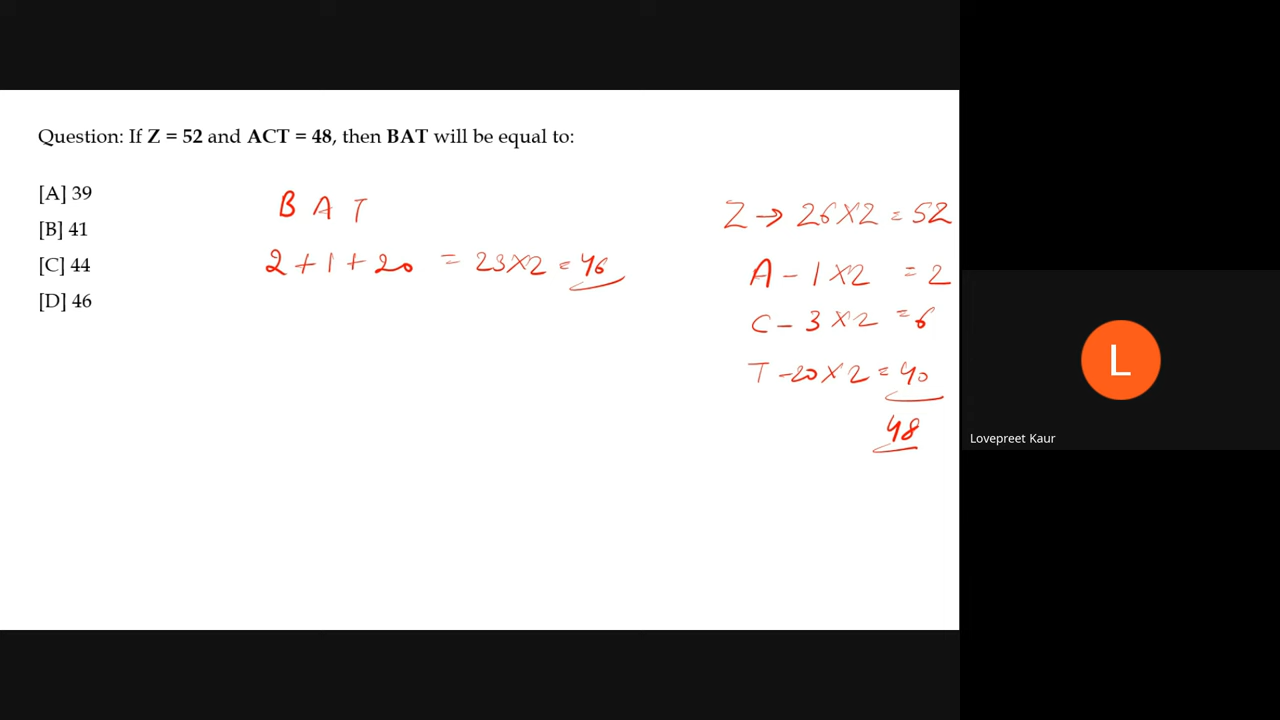 Question: If Z = 52 and ACT = 48, then BAT will be equal to:
[A] 39
[B] 41
[C] 44
[D] 46
B A T
2 + 1 + 20 = 23 X 2 = 46
Z → 26 X 2 = 52
A - 1 X 2 = 2
C - 3 X 2 = 6
T - 20 X 2 = 40
48
L
Lovepreet Kaur